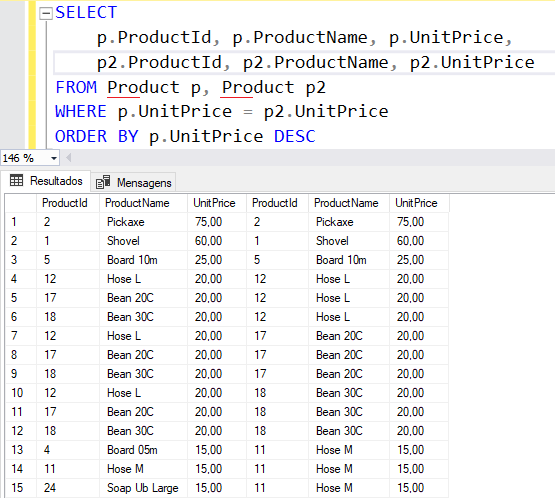 SELECT
p.ProductId, p.ProductName, p.UnitPrice,
p2.ProductId, p2.ProductName, p2.UnitPrice
FROM Product p, Product p2
WHERE p.UnitPrice = p2.UnitPrice
ORDER BY p.UnitPrice DESC
146 %
Resultados Mensagens
ProductId ProductName UnitPrice ProductId ProductName UnitPrice
1 2 Pickaxe 75,00 2 Pickaxe 75,00
2 1 Shovel 60,00 1 Shovel 60,00
3 5 Board 10m 25,00 5 Board 10m 25,00
4 12 Hose L 20,00 12 Hose L 20,00
5 17 Bean 20C 20,00 12 Hose L 20,00
6 18 Bean 30C 20,00 12 Hose L 20,00
7 12 Hose L 20,00 17 Bean 20C 20,00
8 17 Bean 20C 20,00 17 Bean 20C 20,00
9 18 Bean 30C 20,00 17 Bean 20C 20,00
10 12 Hose L 20,00 18 Bean 30C 20,00
11 17 Bean 20C 20,00 18 Bean 30C 20,00
12 18 Bean 30C 20,00 18 Bean 30C 20,00
13 4 Board 05m 15,00 11 Hose M 15,00
14 11 Hose M 15,00 11 Hose M 15,00
15 24 Soap Ub Large 15,00 11 Hose M 15,00